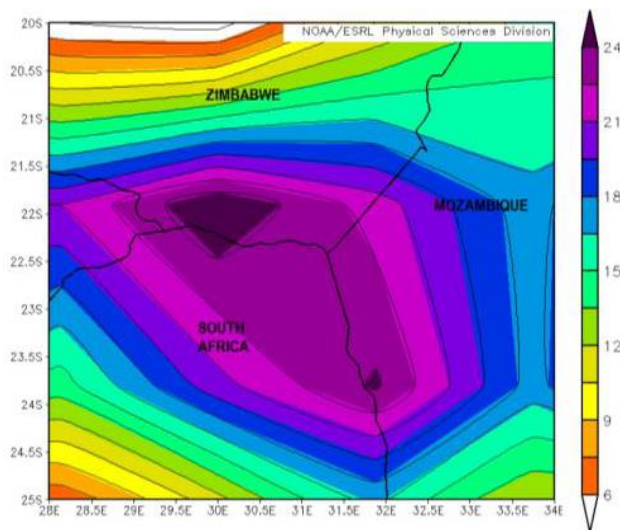 NOAA/ESRL Physical Sciences Division
20S
20.5S
21S
21.5S
22S
22.5S
23S
23.5S
24S
24.5S
25S
ZIMBABWE
MOZAMBIQUE
SOUTH
AFRICA
28E 28.5E 29E 29.5E 30E 30.5E 31E 31.5E 32E 32.5E 33E 33.5E 34E
24
21
18
15
12
9
6